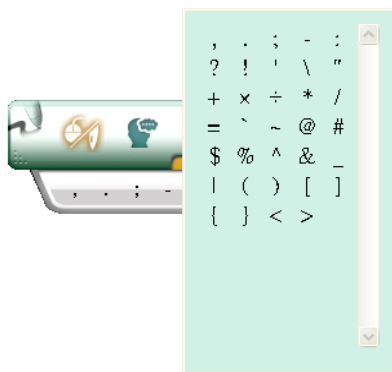 , . ; - :
? ! ' \ "
+ × ÷ * /
= ` ~ @ #
$ % ^ & _
| ( ) [ ]
{ } < >
, . ; -